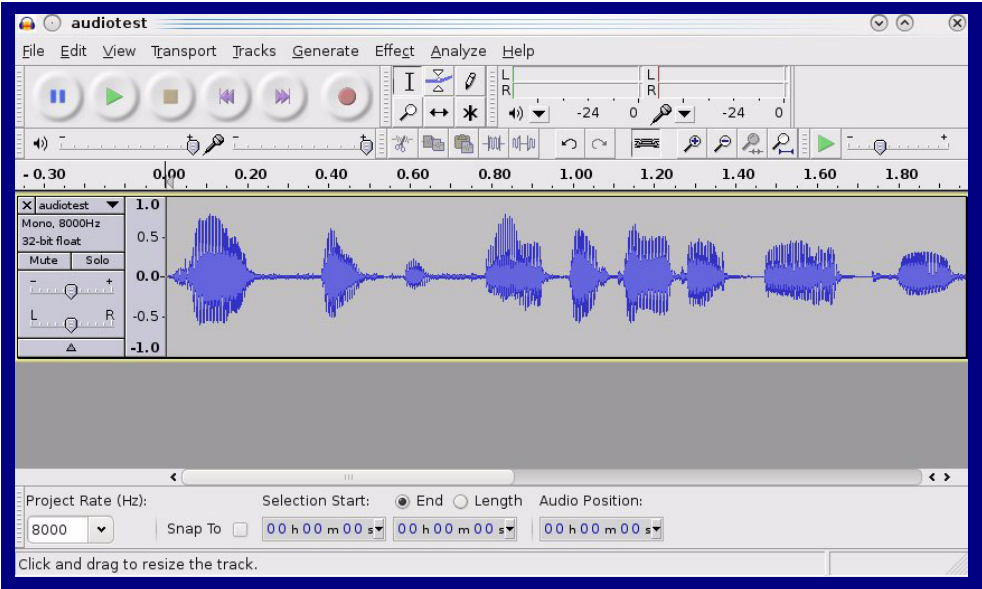 audiotest
File Edit View Transport Tracks Generate Effect Analyze Help
L
R
-24 0
L
R
-24 0
- 0.30 0.00 0.20 0.40 0.60 0.80 1.00 1.20 1.40 1.60 1.80
X audiotest
Mono, 8000Hz
32-bit float
Mute Solo
- +
L R
1.0
0.5
0.0
-0.5
-1.0
Project Rate (Hz):
8000
Snap To
Selection Start:
End
Length
Audio Position:
00 h 00 m 00 s
00 h 00 m 00 s
00 h 00 m 00 s
Click and drag to resize the track.